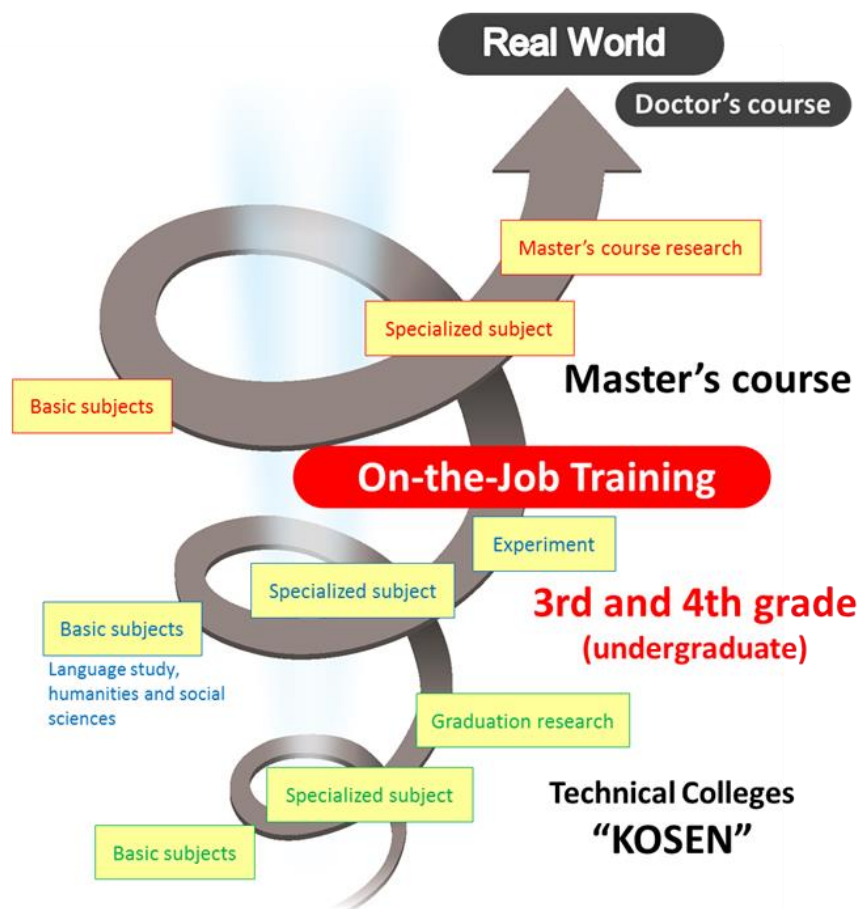 Real World
Doctor's course
Master's course research
Specialized subject
Master's course
Basic subjects
On-the-Job Training
Experiment
Specialized subject
3rd and 4th grade
(undergraduate)
Basic subjects
Language study,
humanities and social
sciences
Graduation research
Specialized subject
Technical Colleges
“KOSEN”
Basic subjects